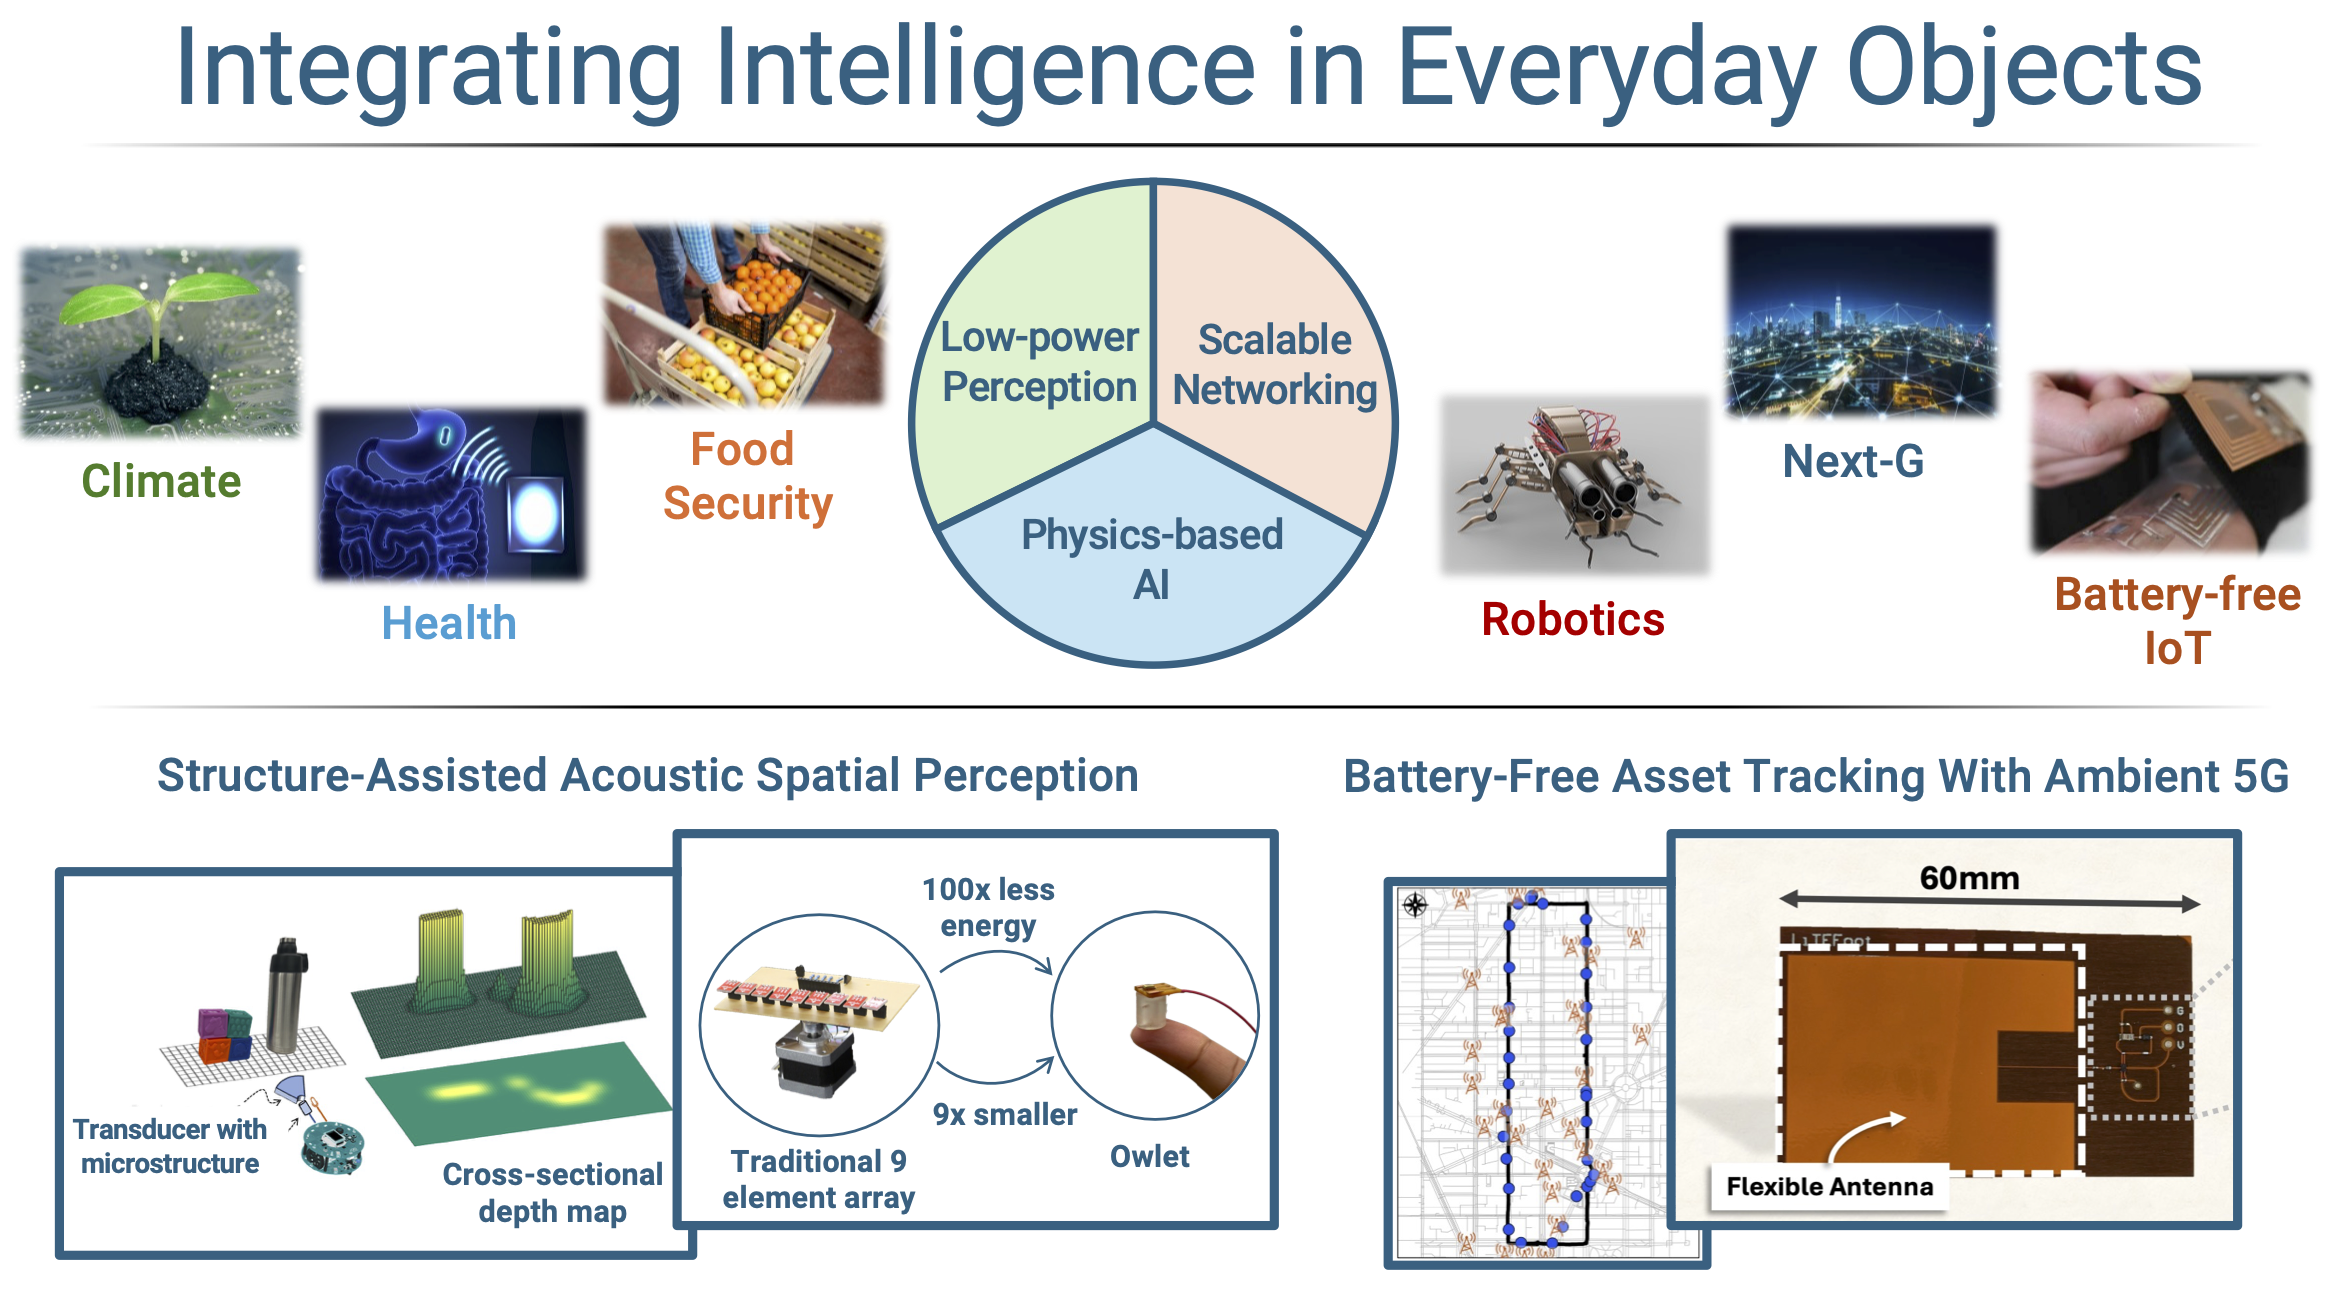 Integrating Intelligence in Everyday Objects
Climate
Health
Food
Security
Low-power
Perception
Scalable
Networking
Physics-based
AI
Robotics
Next-G
Battery-free
IoT
Structure-Assisted Acoustic Spatial Perception
Transducer with
microstructure
Cross-sectional
depth map
100x less
energy
9x smaller
Traditional 9
element array
Owlet
Battery-Free Asset Tracking With Ambient 5G
60mm
LiTEFoot
G
O
V
Flexible Antenna